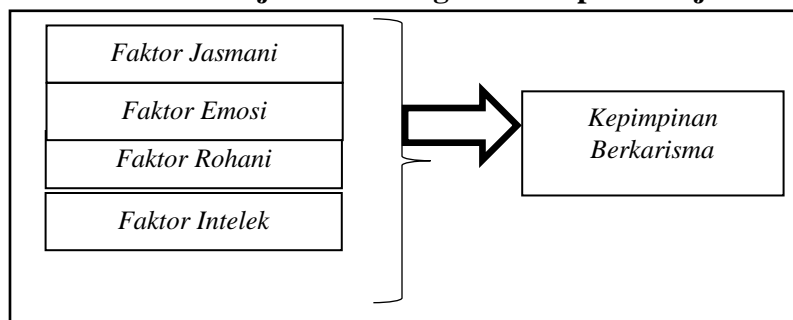 Faktor Jasmani
Faktor Emosi
Faktor Rohani
Faktor Intelek
Kepimpinan
Berkarisma